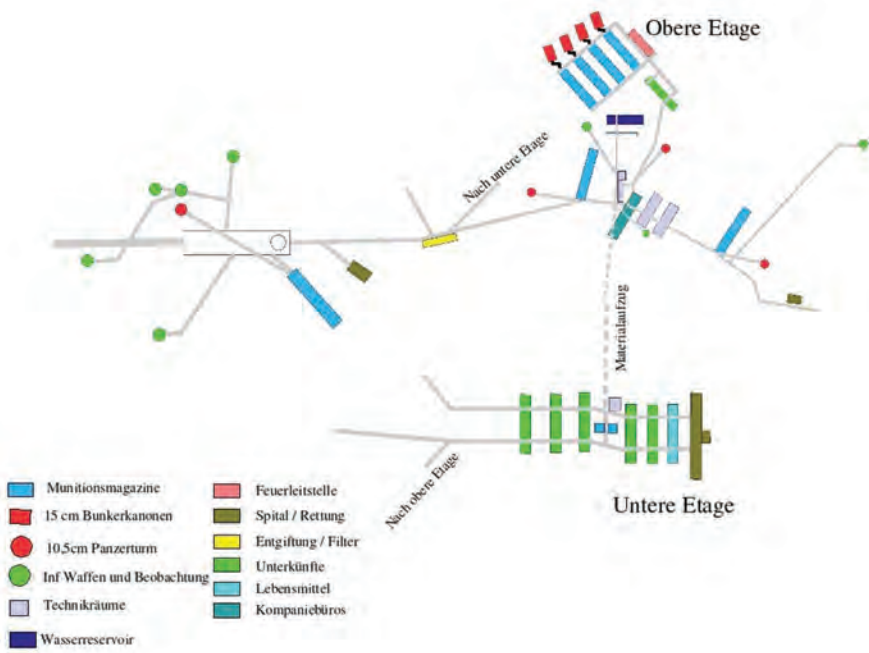 Obere Etage
Nach untere Etage
Materialaufzug
Nach obere Etage
Untere Etage
Munitionsmagazine
15 cm Bunkerkanonen
10,5cm Panzerturm
Inf Waffen und Beobachtung
Technikräume
Wasserreservoir
Feuerleitstelle
Spital / Rettung
Entgiftung / Filter
Unterkünfte
Lebensmittel
Kompaniebüros